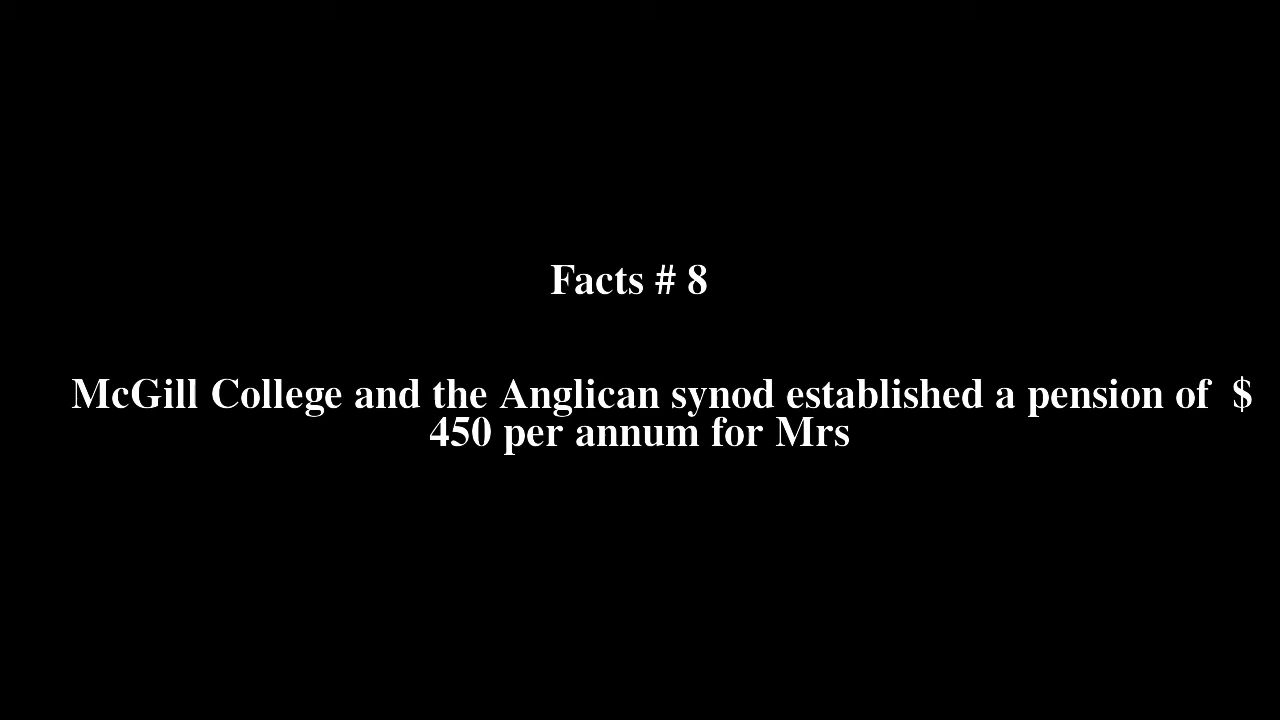 Facts # 8
McGill College and the Anglican synod established a pension of $
450 per annum for Mrs